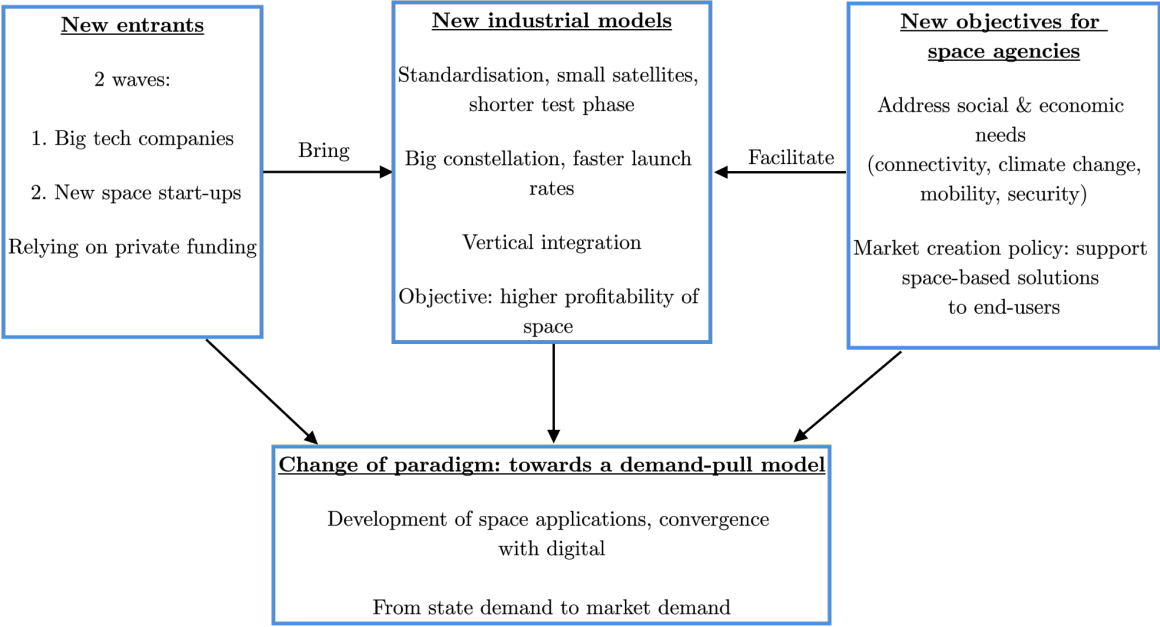 New entrants
2 waves:
1. Big tech companies
2. New space start-ups
Relying on private funding
Bring
New industrial models
Standardisation, small satellites,
shorter test phase
Big constellation, faster launch
rates
Vertical integration
Objective: higher profitability of
space
Facilitate
New objectives for
space agencies
Address social & economic
needs
(connectivity, climate change,
mobility, security)
Market creation policy: support
space-based solutions
to end-users
Change of paradigm: towards a demand-pull model
Development of space applications, convergence
with digital
From state demand to market demand